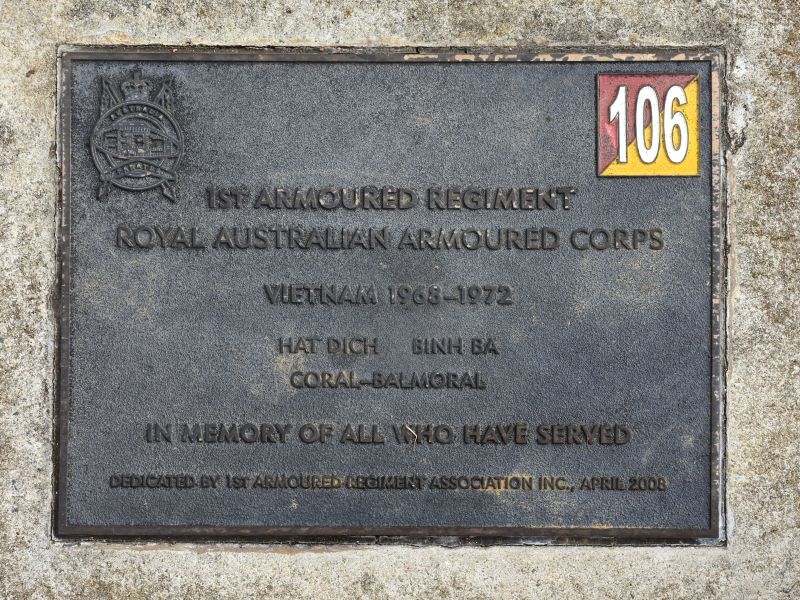 106
AUSTRALIA
1ST ARMOURED REGIMENT
ROYAL AUSTRALIAN ARMOURED CORPS
VIETNAM 1968–1972
HAT DICH BINH BA
CORAL–BALMORAL
IN MEMORY OF ALL WHO HAVE SERVED
DEDICATED BY 1ST ARMOURED REGIMENT ASSOCIATION INC., APRIL 2008